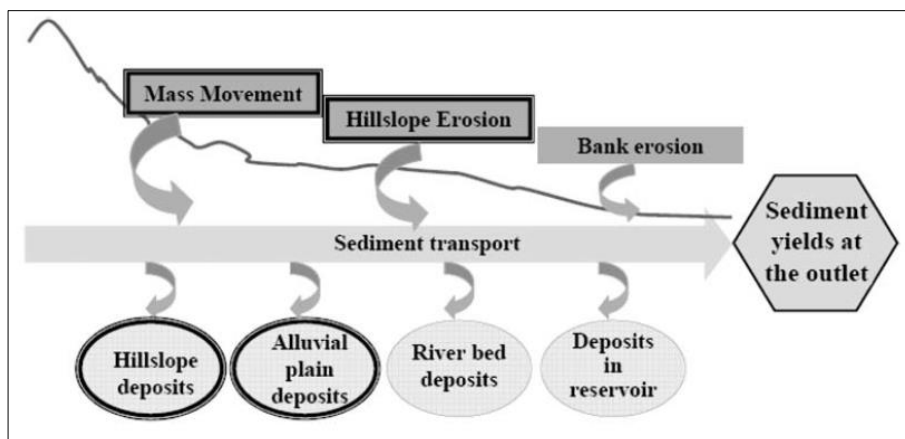 Mass Movement
Hillslope Erosion
Bank erosion
Sediment transport
Sediment
yields at
the outlet
Hillslope
deposits
Alluvial
plain
deposits
River bed
deposits
Deposits
in
reservoir